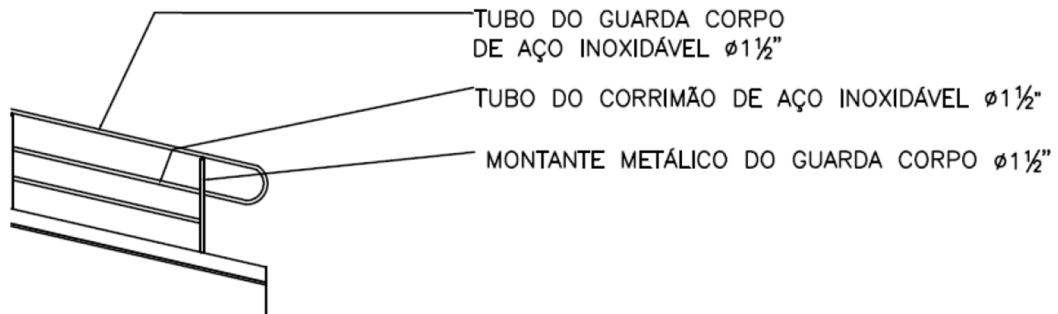 TUBO DO GUARDA CORPO
DE AÇO INOXIDÁVEL ø1½"
TUBO DO CORRIMÃO DE AÇO INOXIDÁVEL ø1½"
MONTANTE METÁLICO DO GUARDA CORPO ø1½"